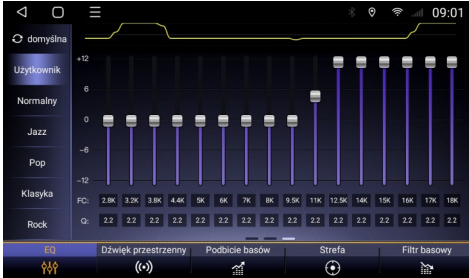 09:01
domyślna
Użytkownik
Normalny
Jazz
Pop
Klasyka
Rock
+12
6
0
-6
-12
FC: 2.8K 3.2K 3.8K 4.4K 5K 6K 7K 8K 9.5K 11K 12.5K 14K 15K 16K 17K 18K
Q: 2.2 2.2 2.2 2.2 2.2 2.2 2.2 2.2 2.2 2.2 2.2 2.2 2.2 2.2 2.2 2.2
EQ Dźwięk przestrzenny Podbicie basów Strefa Filtr basowy